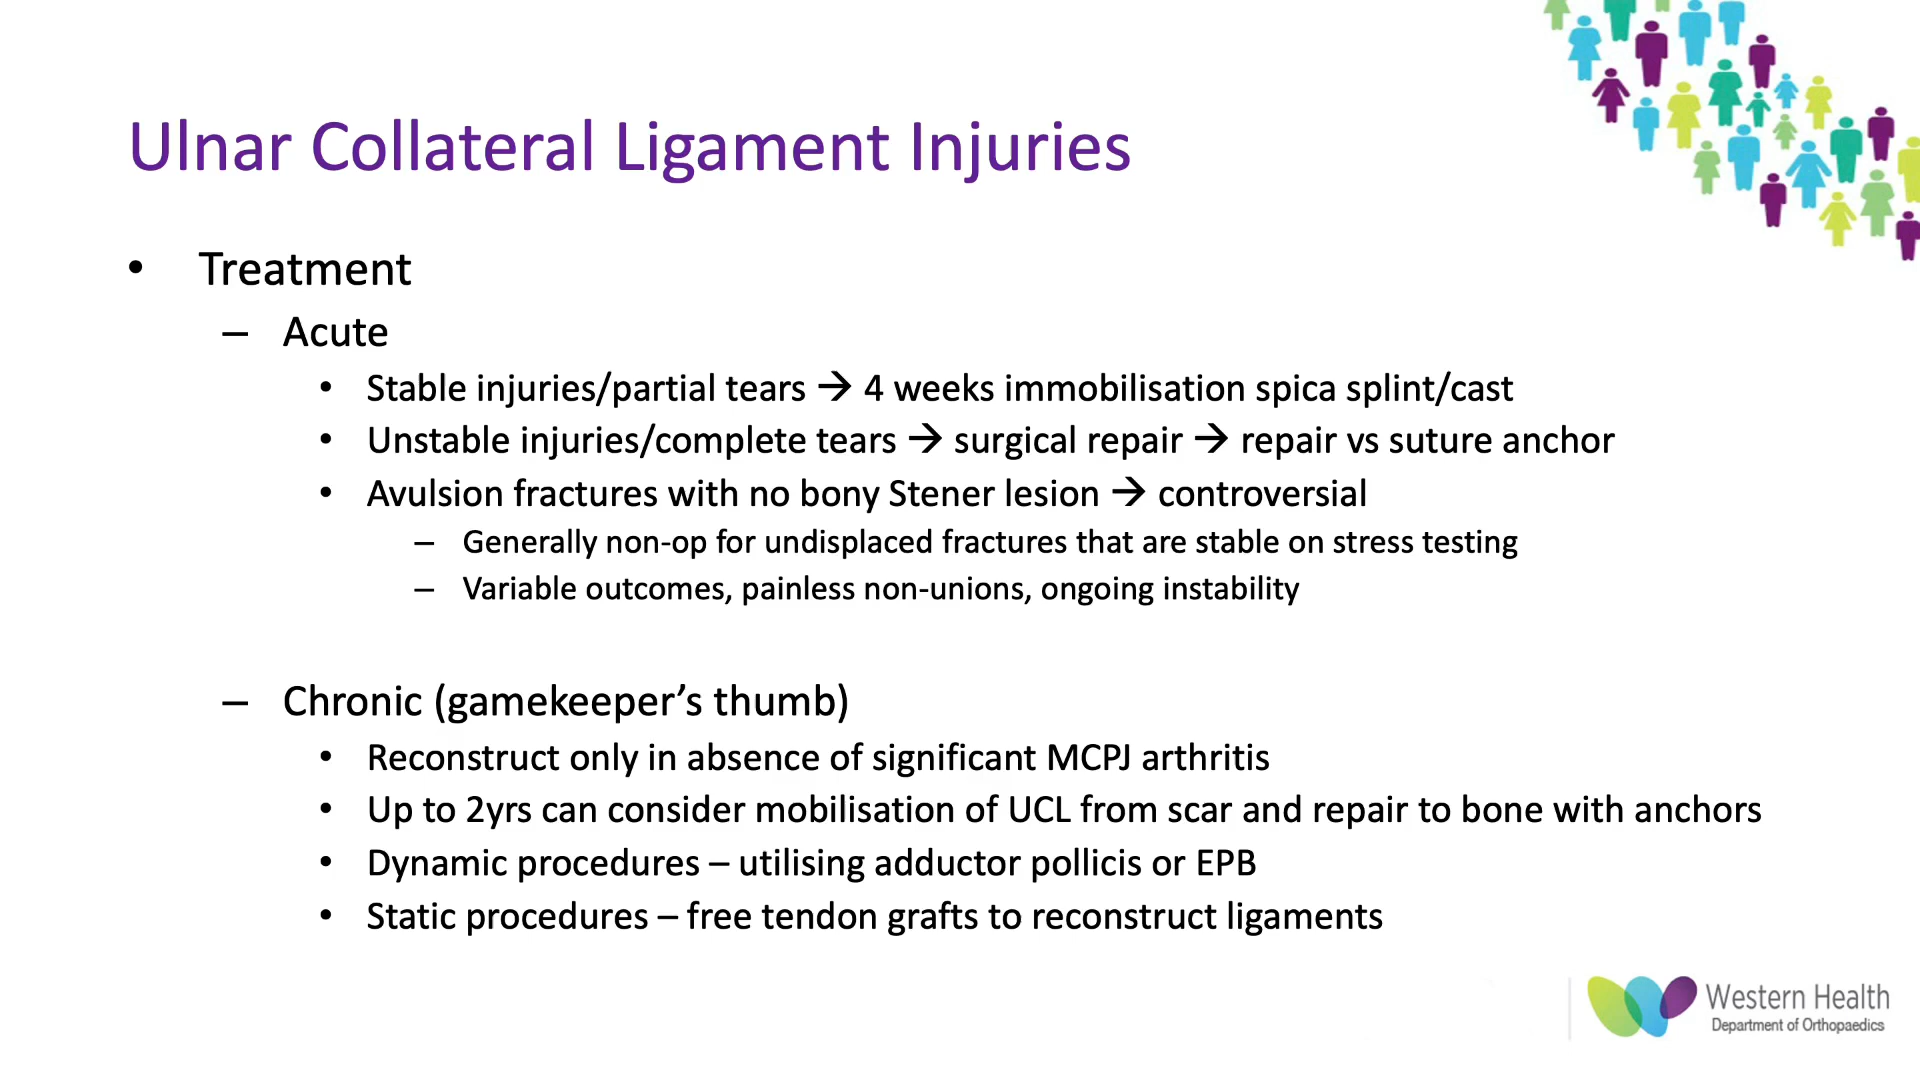 Ulnar Collateral Ligament Injuries
• Treatment
– Acute
• Stable injuries/partial tears → 4 weeks immobilisation spica splint/cast
• Unstable injuries/complete tears → surgical repair → repair vs suture anchor
• Avulsion fractures with no bony Stener lesion → controversial
– Generally non-op for undisplaced fractures that are stable on stress testing
– Variable outcomes, painless non-unions, ongoing instability
– Chronic (gamekeeper’s thumb)
• Reconstruct only in absence of significant MCPJ arthritis
• Up to 2yrs can consider mobilisation of UCL from scar and repair to bone with anchors
• Dynamic procedures – utilising adductor pollicis or EPB
• Static procedures – free tendon grafts to reconstruct ligaments
Western Health
Department of Orthopaedics